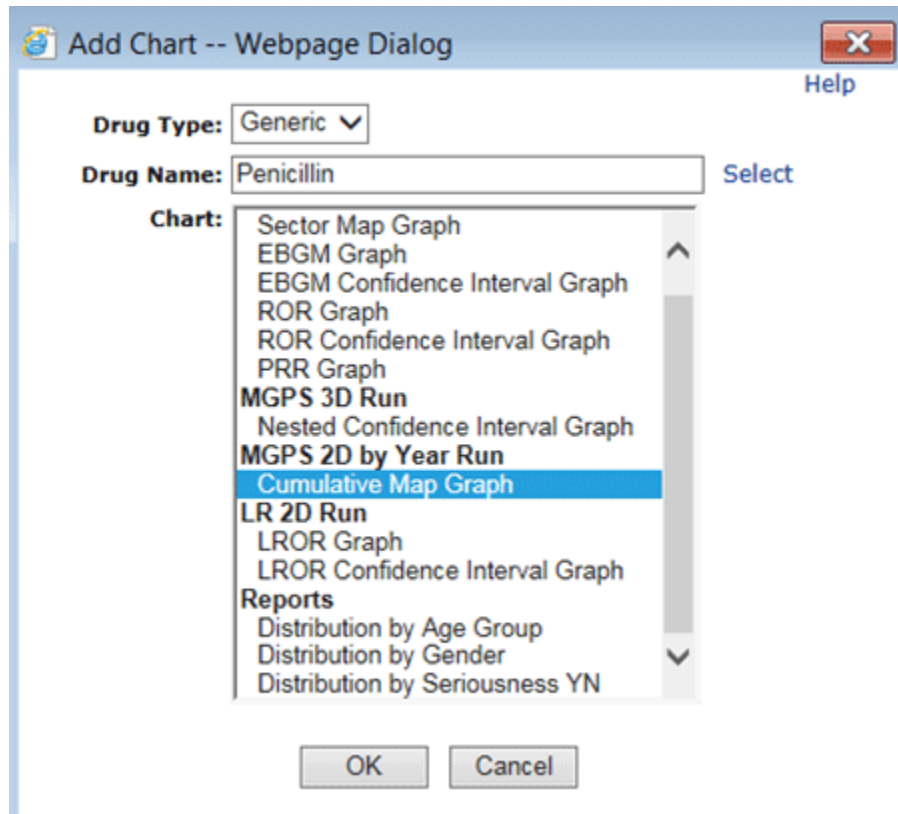 Add Chart -- Webpage Dialog
Help
Drug Type: Generic
Drug Name: Penicillin Select
Chart:
Sector Map Graph
EBGM Graph
EBGM Confidence Interval Graph
ROR Graph
ROR Confidence Interval Graph
PRR Graph
MGPS 3D Run
Nested Confidence Interval Graph
MGPS 2D by Year Run
Cumulative Map Graph
LR 2D Run
LROR Graph
LROR Confidence Interval Graph
Reports
Distribution by Age Group
Distribution by Gender
Distribution by Seriousness YN
OK Cancel